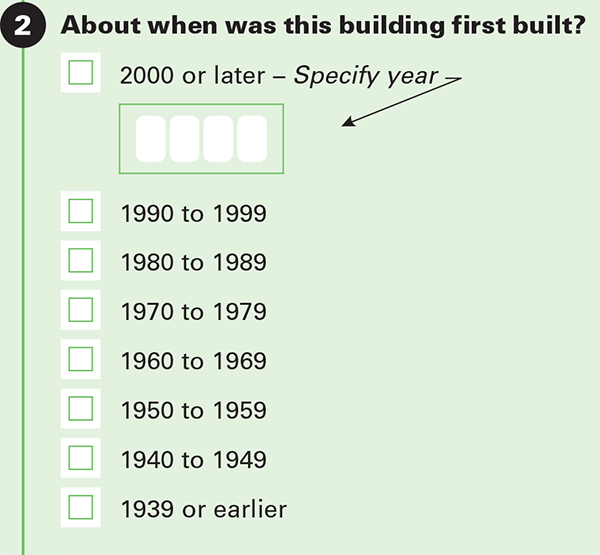 2 About when was this building first built?
2000 or later – Specify year
1990 to 1999
1980 to 1989
1970 to 1979
1960 to 1969
1950 to 1959
1940 to 1949
1939 or earlier